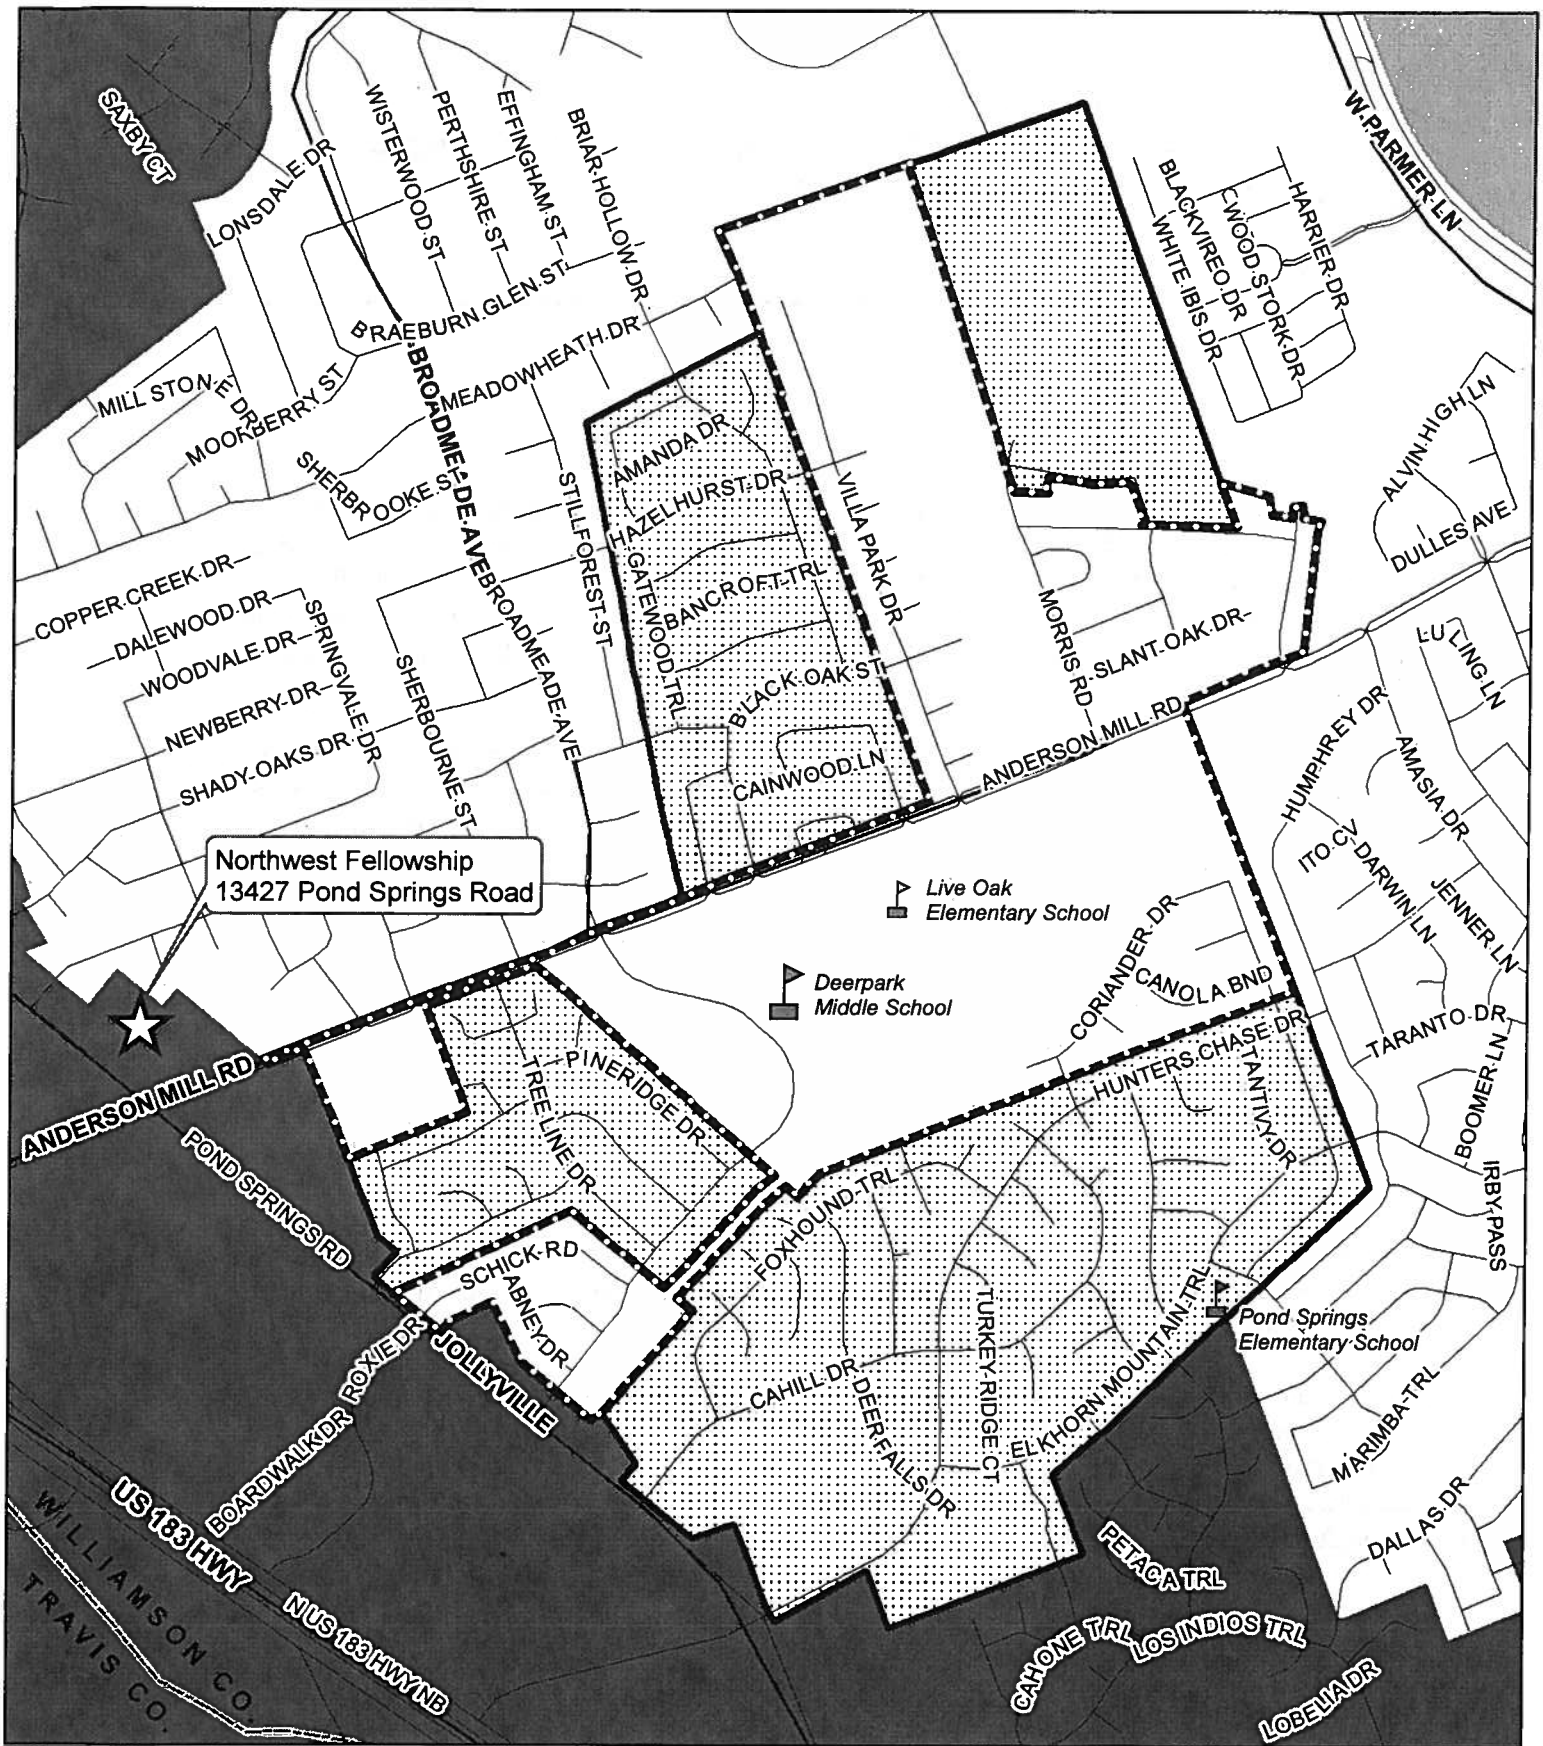 SAXBY CT
LONSDALE DR
WISTERWOOD ST
PERTHSHIRE ST
EFFINGHAM ST
BRIAR HOLLOW DR
W PARMER LN
BLACKVIREO DR
WHITE IBIS DR
WOOD STORK DR
HARRIER DR
BRAEBURN GLEN ST
MEADOWHEATH DR
MILL STONE DR
MOORBERRY ST
SHERBROOKE ST
BROADMEADE AVE
BROADMEADE AVE
STILLFOREST ST
AMANDA DR
HAZELHURST DR
GATEWOOD TRL
BANCROFT TRL
VILLA PARK DR
BLACK OAK ST
CAINWOOD LN
MORRIS RD
SLANT OAK DR
ALVIN HIGH LN
DULLES AVE
LULING LN
COPPER CREEK DR
DALEWOOD DR
WOODVALE DR
SPRINGVALE DR
NEWBERRY DR
SHADY OAKS DR
SHERBOURNE ST
ANDERSON MILL RD
HUMPHREY DR
AMASIA DR
ITO CV
DARWIN LN
JENNER LN
Northwest Fellowship
13427 Pond Springs Road
Live Oak
Elementary School
Deerpark
Middle School
CORIANDER DR
CANOLA BND
HUNTERS CHASE DR
TANTIVY DR
TARANTO DR
BOOMER LN
IRBY PASS
ANDERSON MILL RD
POND SPRINGS RD
TREE LINE DR
PINERIDGE DR
SCHICK RD
ABNEY DR
FOXHOUND TRL
TURKEY RIDGE CT
ELKHORN MOUNTAIN TRL
Pond Springs
Elementary School
CAHILL DR
DEER FALLS DR
JOLLYVILLE
ROXIE DR
BOARDWALK DR
US 183 HWY
N US 183 HWY NB
WILLIAMSON CO.
TRAVIS CO.
MARIMBA TRL
DALLAS DR
PETACA TRL
CAHONE TRL
LOS INDIOS TRL
LOBELIA DR